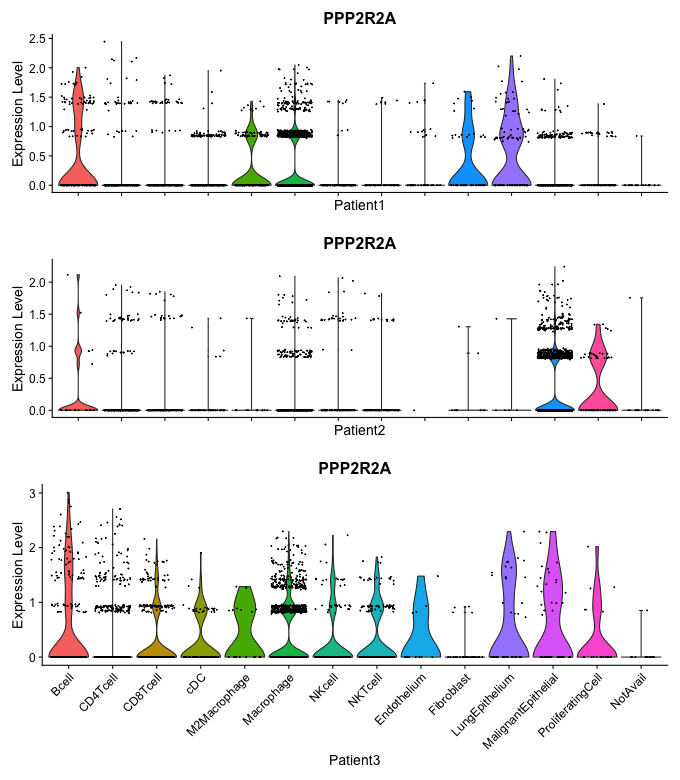 PPP2R2A
Expression Level
2.5
2.0
1.5
1.0
0.5
0.0
Patient1
PPP2R2A
Expression Level
2.0
1.5
1.0
0.5
0.0
Patient2
PPP2R2A
Expression Level
3
2
1
0
Bcell
CD4Tcell
CD8Tcell
cDC
M2Macrophage
Macrophage
NKcell
NKTcell
Endothelium
Fibroblast
LungEpithelium
MalignantEpithelial
ProliferatingCell
NotAvail
Patient3